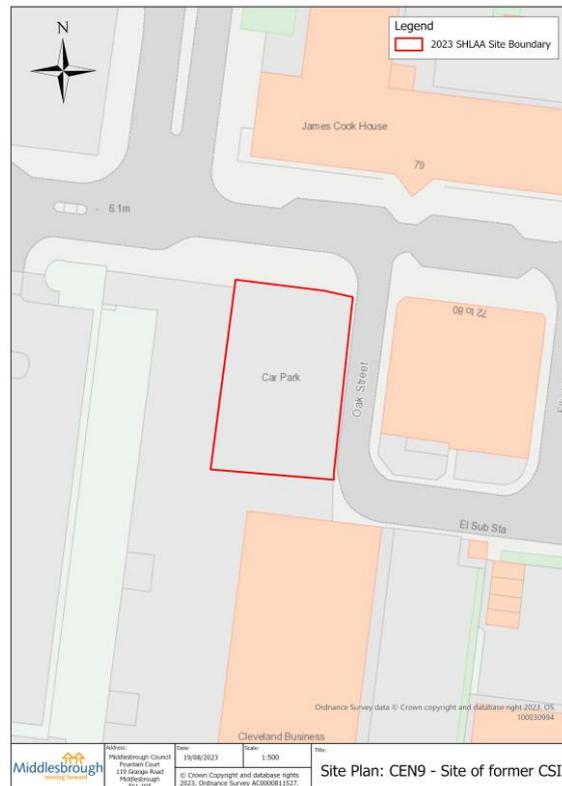 Legend
2023 SHLAA Site Boundary
N
James Cook House
79
6.1m
72 to 80
Car Park
Oak Street
El Sub Sta
Ordnance Survey data © Crown copyright and database right 2023. OS
100030994
Cleveland Business
Middlesbrough
moving forward
Address:
Middlesbrough Council
Fountain Court
119 Grange Road
Middlesbrough
Date:
19/08/2023
Scale:
1:500
© Crown Copyright and database rights
2023. Ordnance Survey AC0000811527.
Title:
Site Plan: CEN9 - Site of former CSI